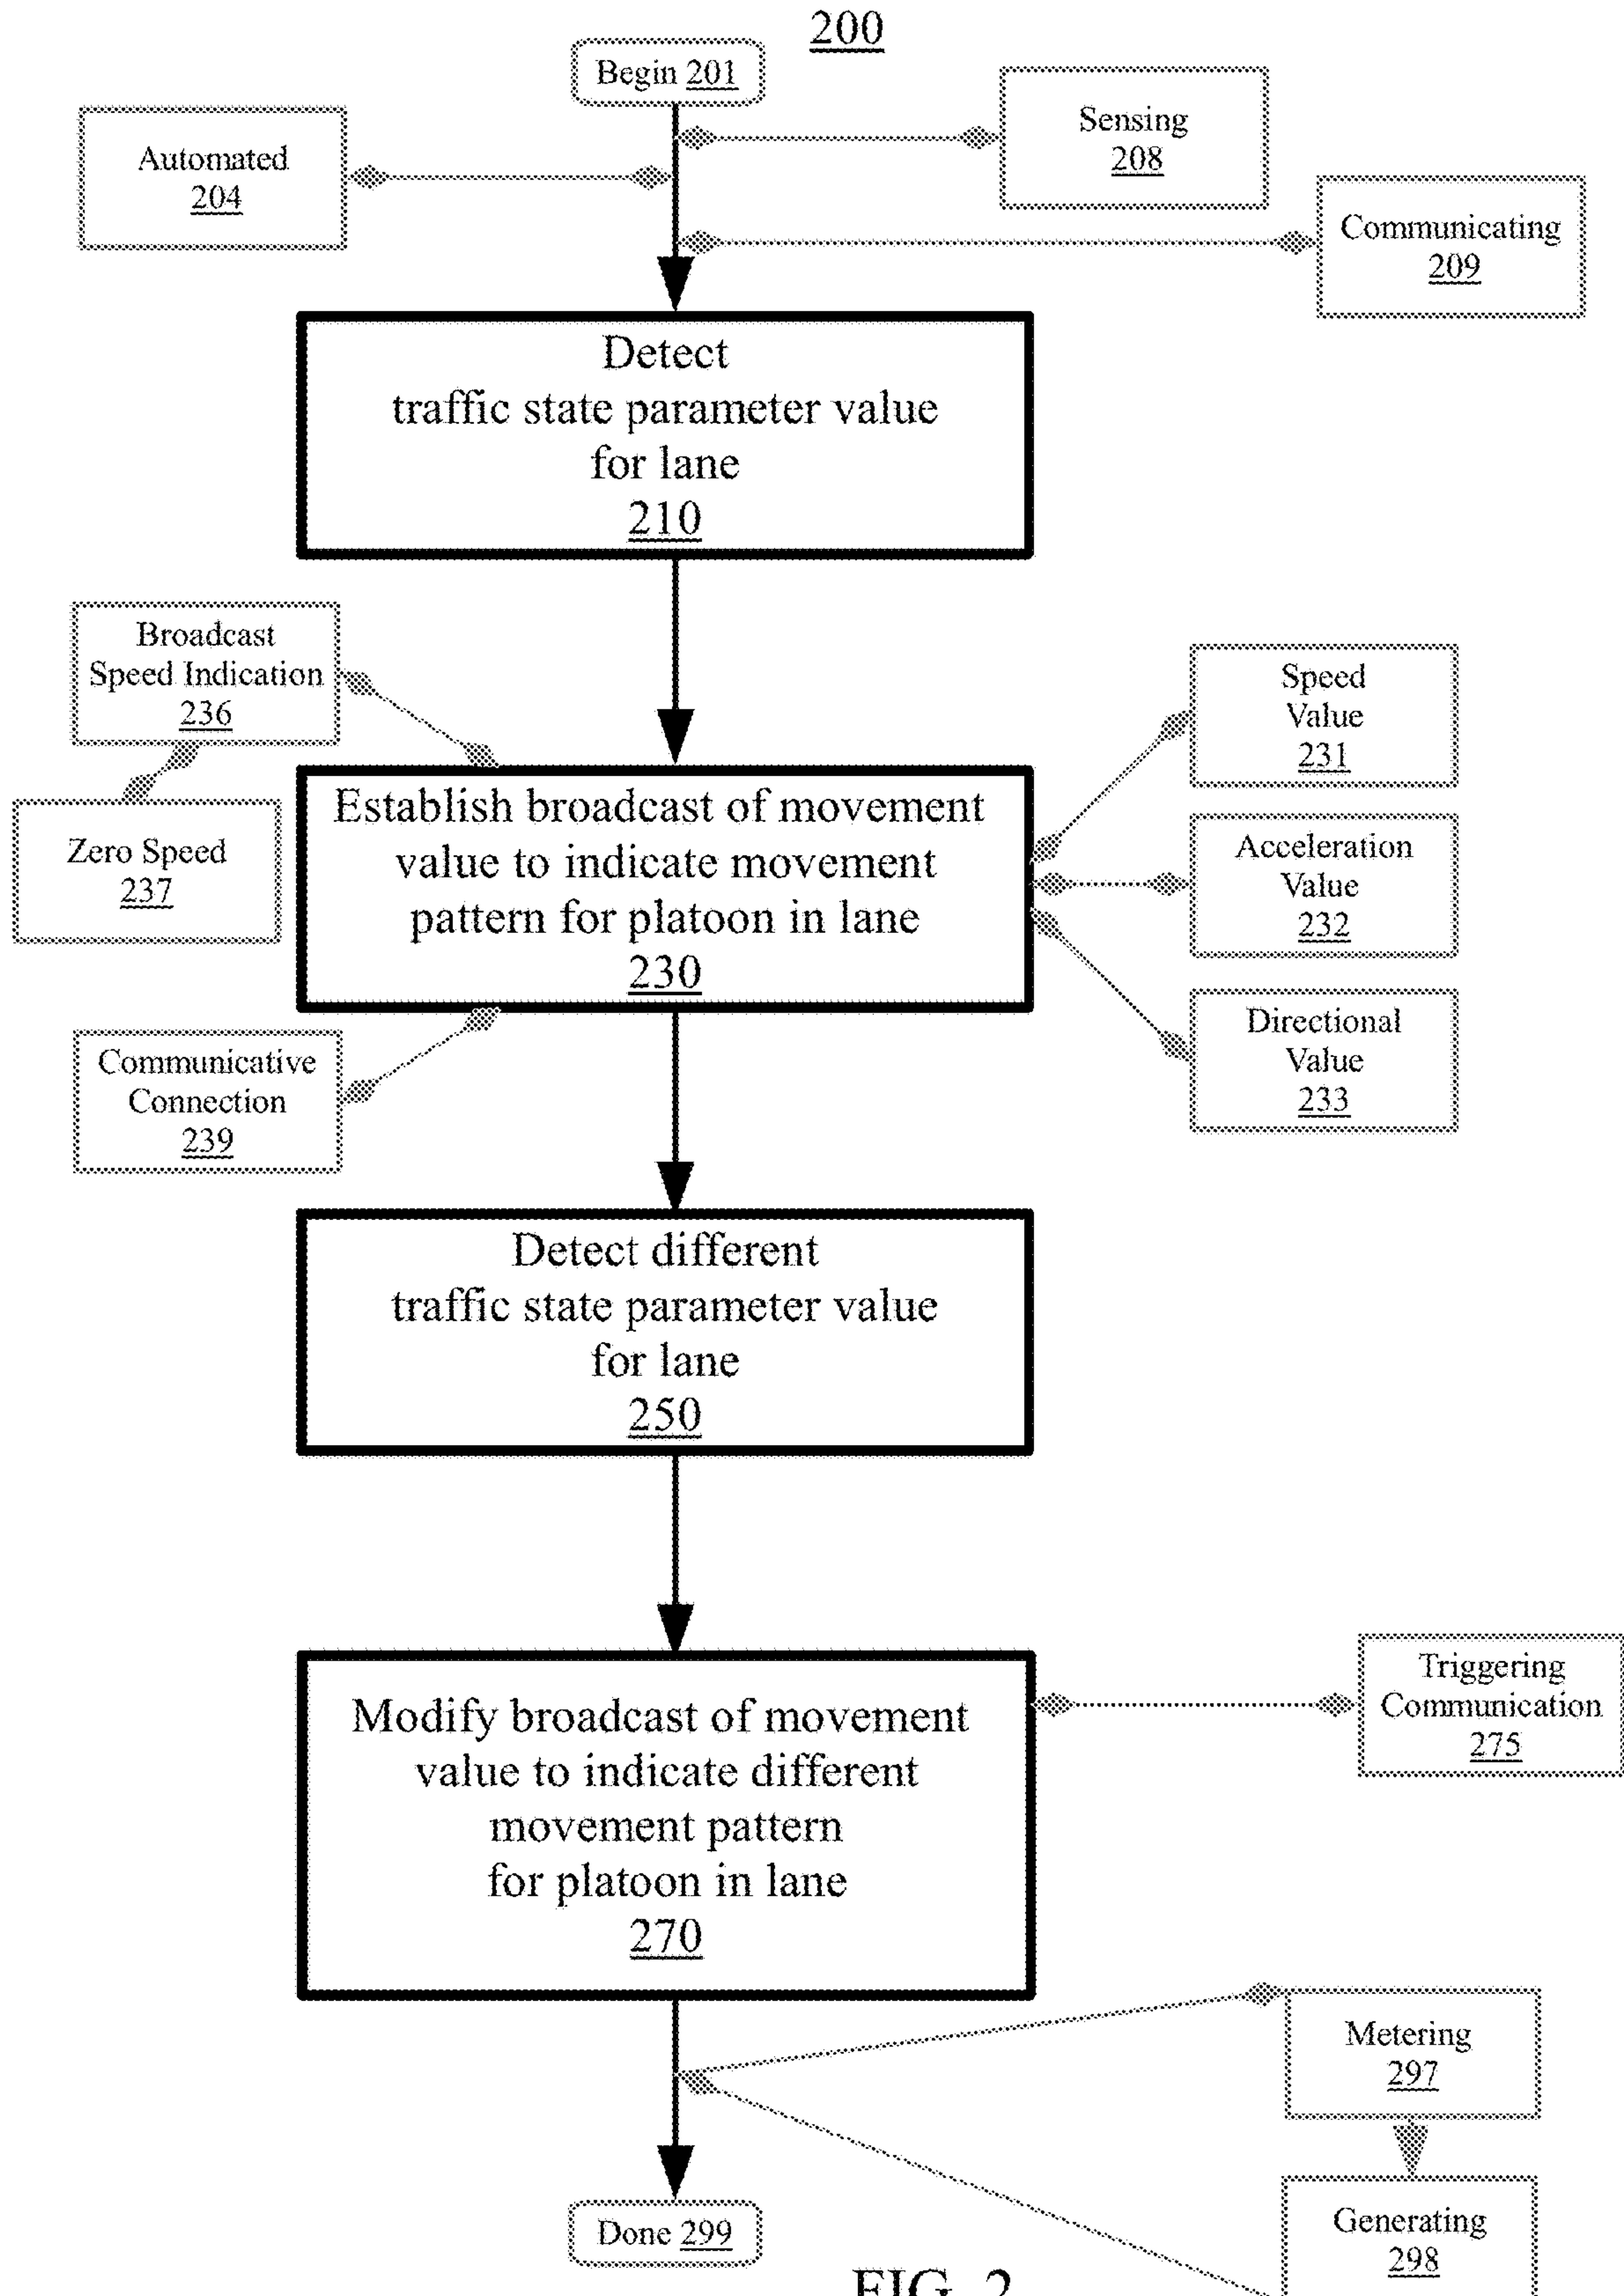 200
Begin 201
Sensing
208
Automated
204
Communicating
209
Detect
traffic state parameter value
for lane
210
Broadcast
Speed Indication
236
Speed
Value
231
Zero Speed
237
Establish broadcast of movement
value to indicate movement
pattern for platoon in lane
230
Acceleration
Value
232
Directional
Value
233
Communicative
Connection
239
Detect different
traffic state parameter value
for lane
250
Modify broadcast of movement
value to indicate different
movement pattern
for platoon in lane
270
Triggering
Communication
275
Metering
297
Generating
298
Done 299
FIG. 2